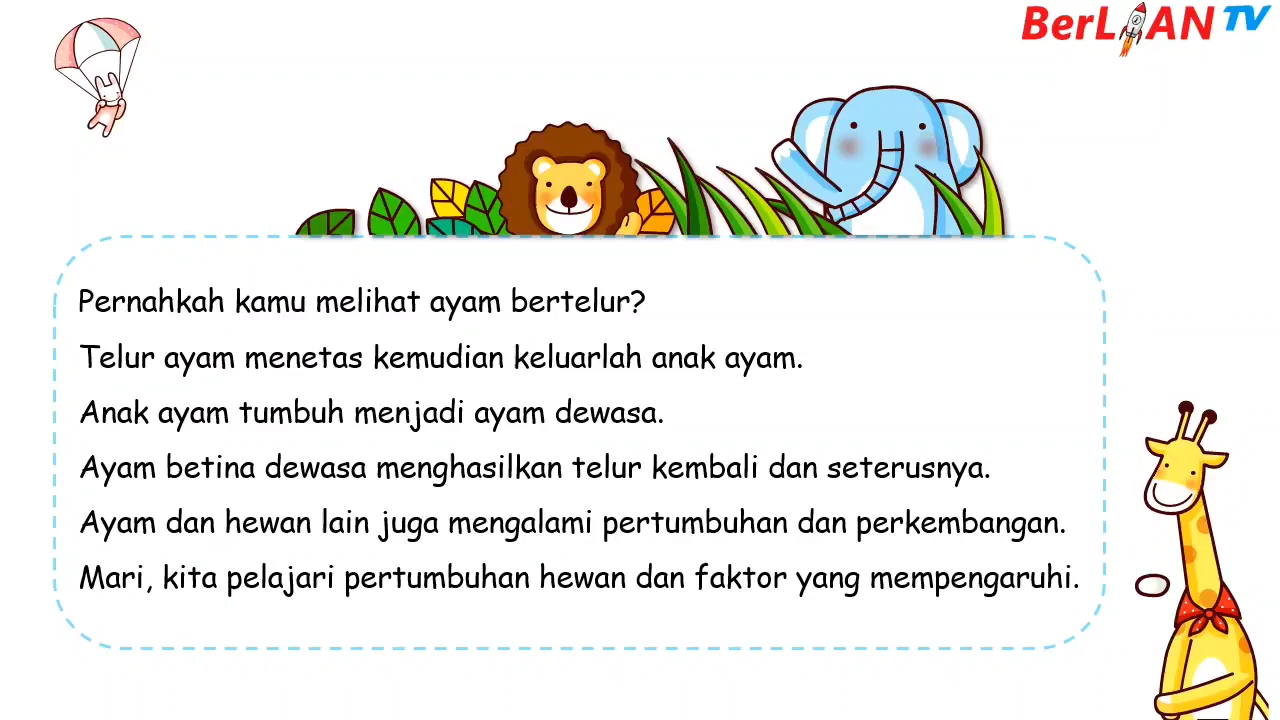 BerLIAN TV
Pernahkah kamu melihat ayam bertelur?
Telur ayam menetas kemudian keluarlah anak ayam.
Anak ayam tumbuh menjadi ayam dewasa.
Ayam betina dewasa menghasilkan telur kembali dan seterusnya.
Ayam dan hewan lain juga mengalami pertumbuhan dan perkembangan.
Mari, kita pelajari pertumbuhan hewan dan faktor yang mempengaruhi.